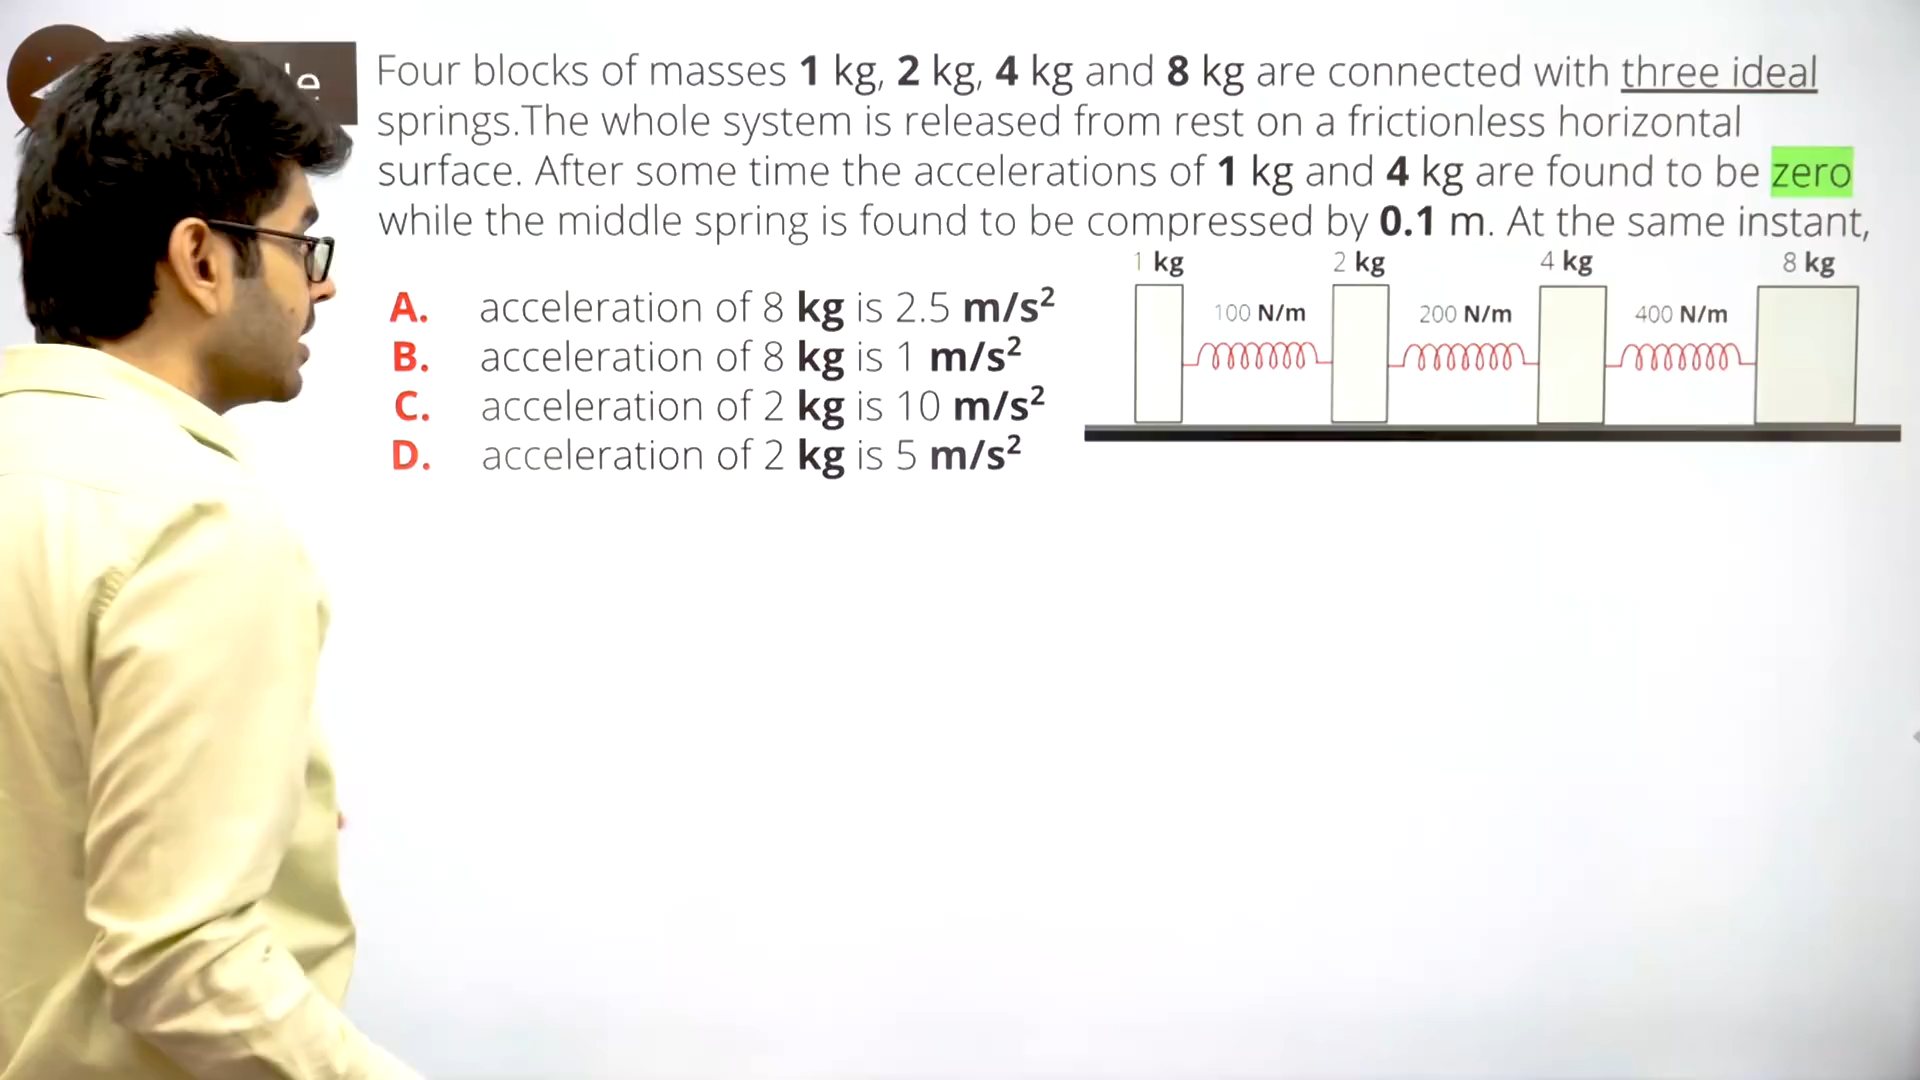 Four blocks of masses 1 kg, 2 kg, 4 kg and 8 kg are connected with three ideal
springs.The whole system is released from rest on a frictionless horizontal
surface. After some time the accelerations of 1 kg and 4 kg are found to be zero
while the middle spring is found to be compressed by 0.1 m. At the same instant,
A. acceleration of 8 kg is 2.5 m/s²
B. acceleration of 8 kg is 1 m/s²
C. acceleration of 2 kg is 10 m/s²
D. acceleration of 2 kg is 5 m/s²
1 kg 2 kg 4 kg 8 kg
100 N/m 200 N/m 400 N/m